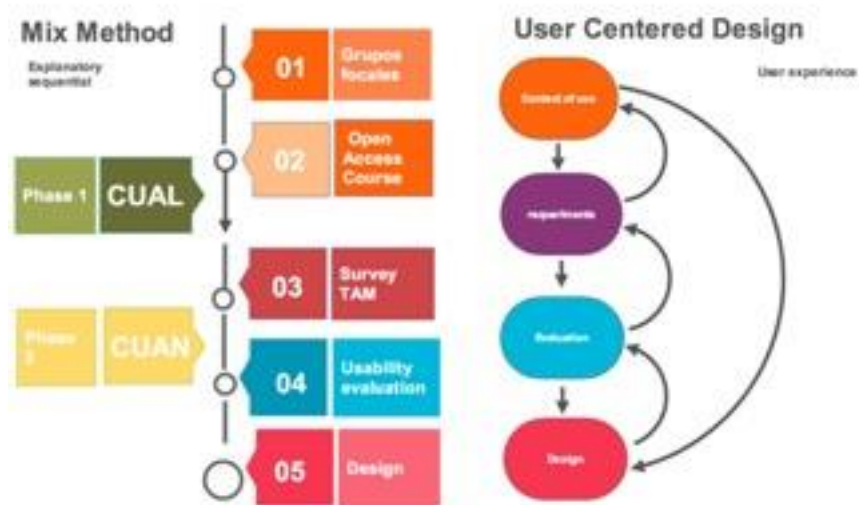 Mix Method
Explanatory
sequential
01
Grupos
focales
02
Open
Access
Course
Phase 1
CUAL
03
Survey
TAM
Phase
2
CUAN
04
Usability
evaluation
05
Design
User Centered Design
User experience
Context of use
requirments
Evaluation
Design